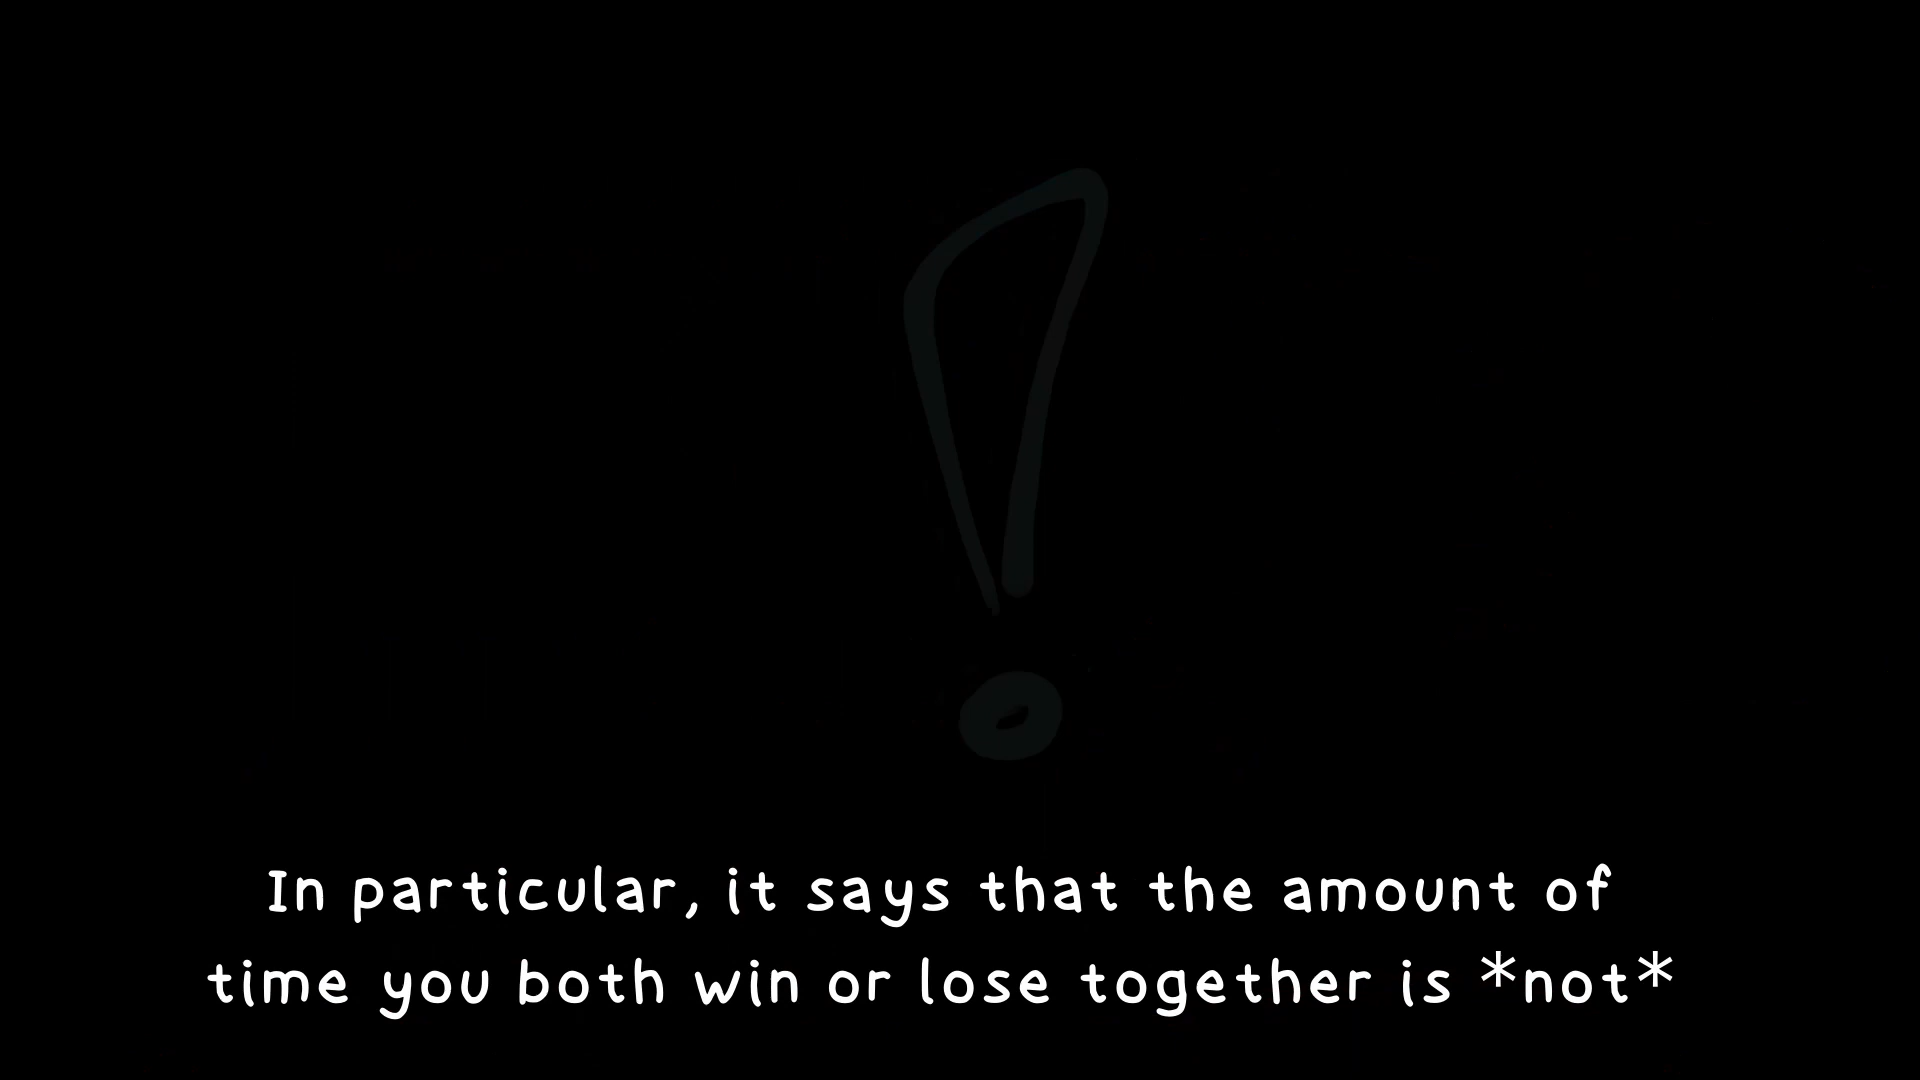 In particular, it says that the amount of
time you both win or lose together is *not*